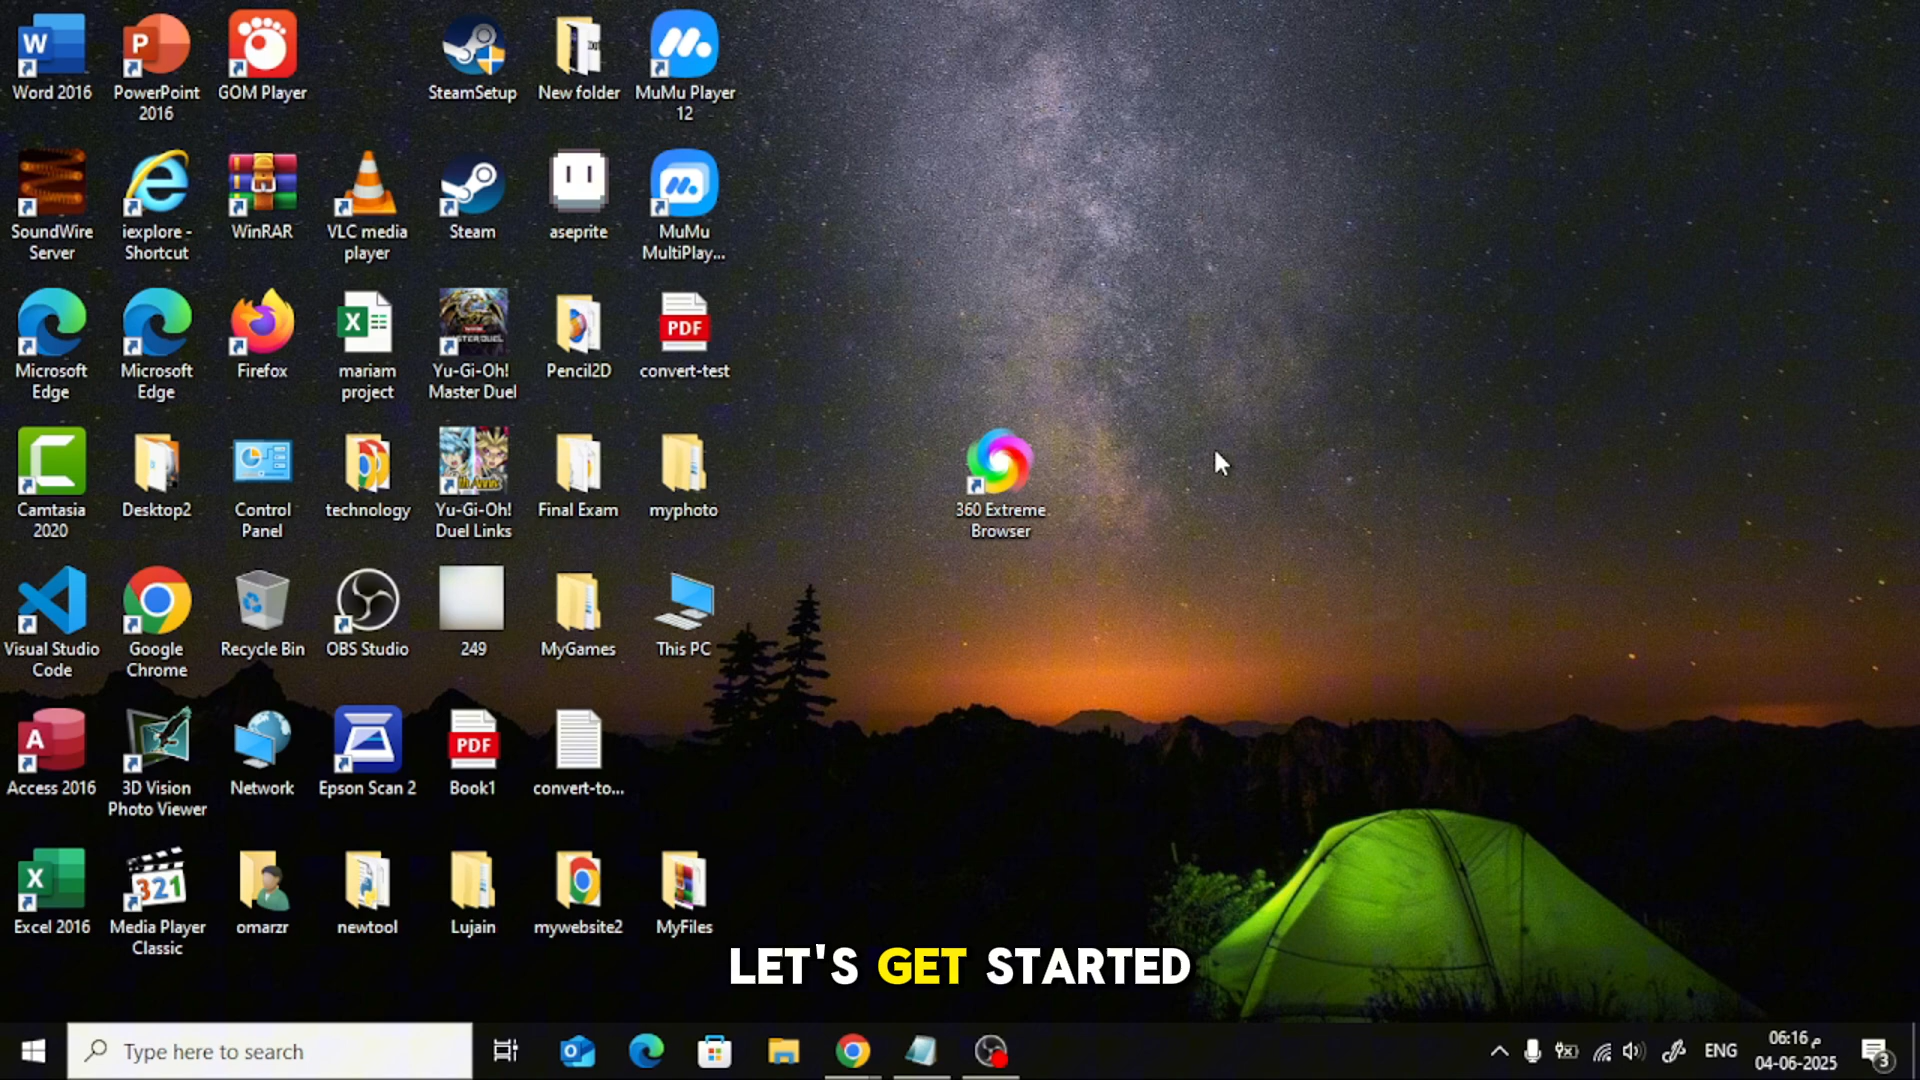 Word 2016
PowerPoint
2016
GOM Player
SteamSetup
New folder
MuMu Player
12
SoundWire
Server
iexplore -
Shortcut
WinRAR
VLC media
player
Steam
aseprite
MuMu
MultiPlay...
Microsoft
Edge
Microsoft
Edge
Firefox
mariam
project
Yu-Gi-Oh!
Master Duel
Pencil2D
PDF
convert-test
Camtasia
2020
Desktop2
Control
Panel
technology
Yu-Gi-Oh!
Duel Links
Final Exam
myphoto
360 Extreme
Browser
Visual Studio
Code
Google
Chrome
Recycle Bin
OBS Studio
249
MyGames
This PC
Access 2016
3D Vision
Photo Viewer
Network
Epson Scan 2
PDF
Book1
convert-to...
Excel 2016
321
Media Player
Classic
omarzr
newtool
Lujain
mywebsite2
MyFiles
LET'S GET STARTED
Type here to search
ENG
06:16 م
04-06-2025
3